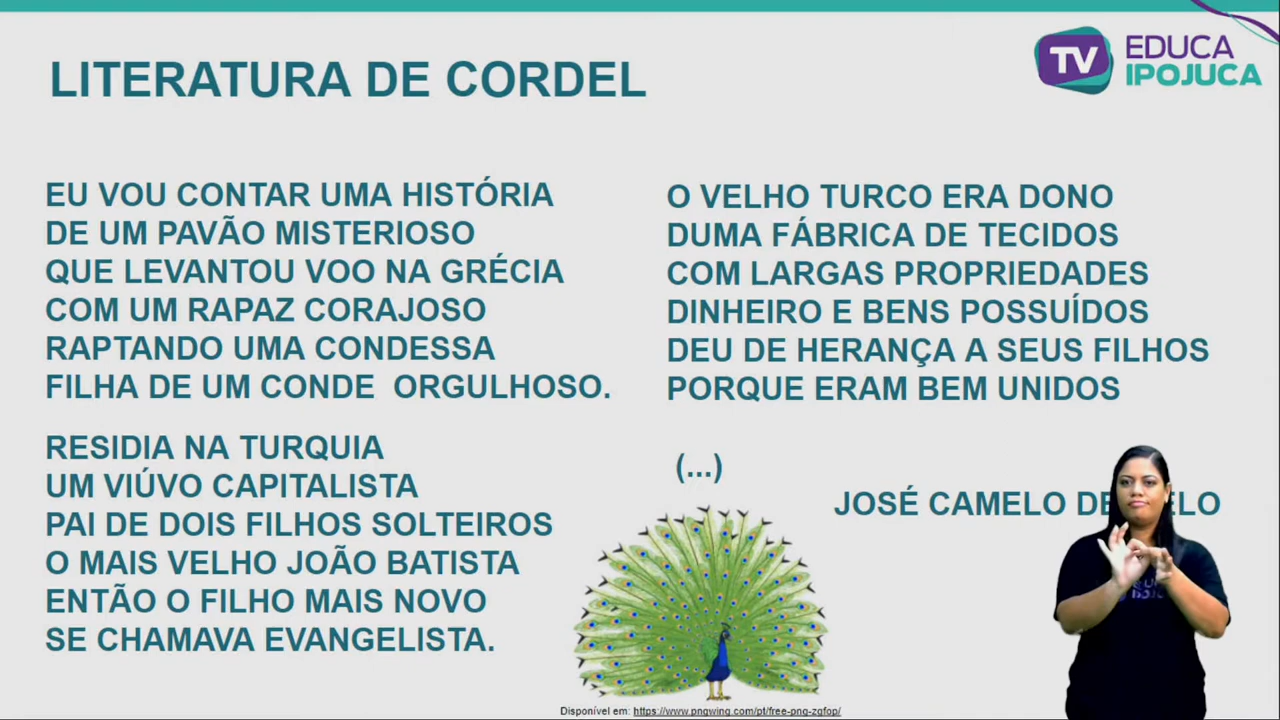 LITERATURA DE CORDEL
TV EDUCA
IPOJUCA
EU VOU CONTAR UMA HISTÓRIA
DE UM PAVÃO MISTERIOSO
QUE LEVANTOU VOO NA GRÉCIA
COM UM RAPAZ CORAJOSO
RAPTANDO UMA CONDESSA
FILHA DE UM CONDE ORGULHOSO.
RESIDIA NA TURQUIA
UM VIÚVO CAPITALISTA
PAI DE DOIS FILHOS SOLTEIROS
O MAIS VELHO JOÃO BATISTA
ENTÃO O FILHO MAIS NOVO
SE CHAMAVA EVANGELISTA.
O VELHO TURCO ERA DONO
DUMA FÁBRICA DE TECIDOS
COM LARGAS PROPRIEDADES
DINHEIRO E BENS POSSUÍDOS
DEU DE HERANÇA A SEUS FILHOS
PORQUE ERAM BEM UNIDOS
(...)
JOSÉ CAMELO
Disponível em: https://www.pngwing.com/pt/free-png-zgfop/